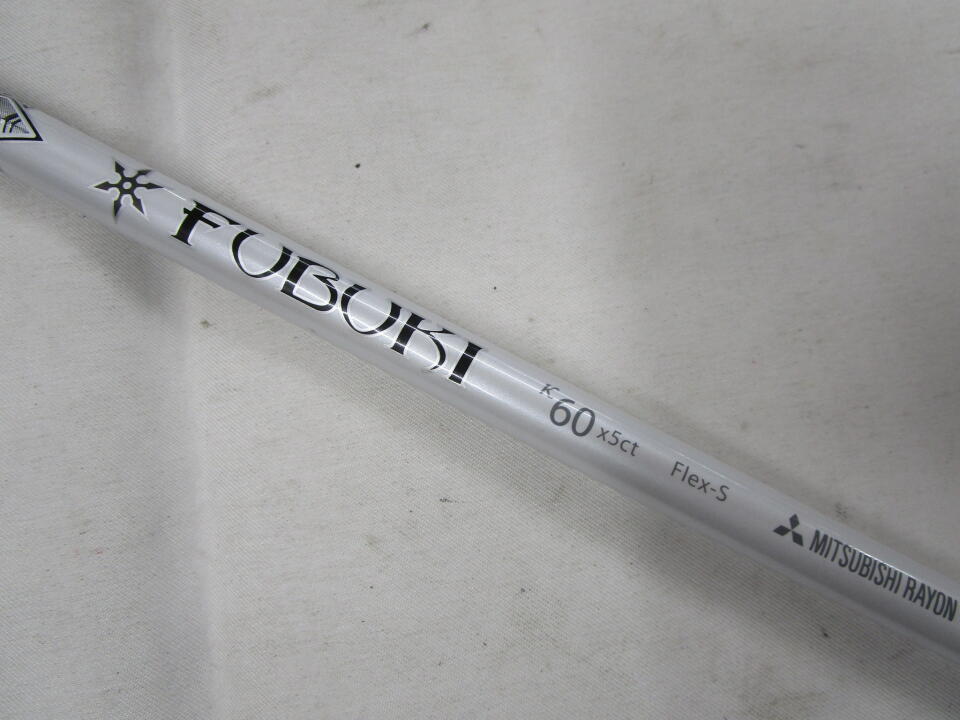 FUBUKI K 60 x5ct Flex-S MITSUBISHI RAYON